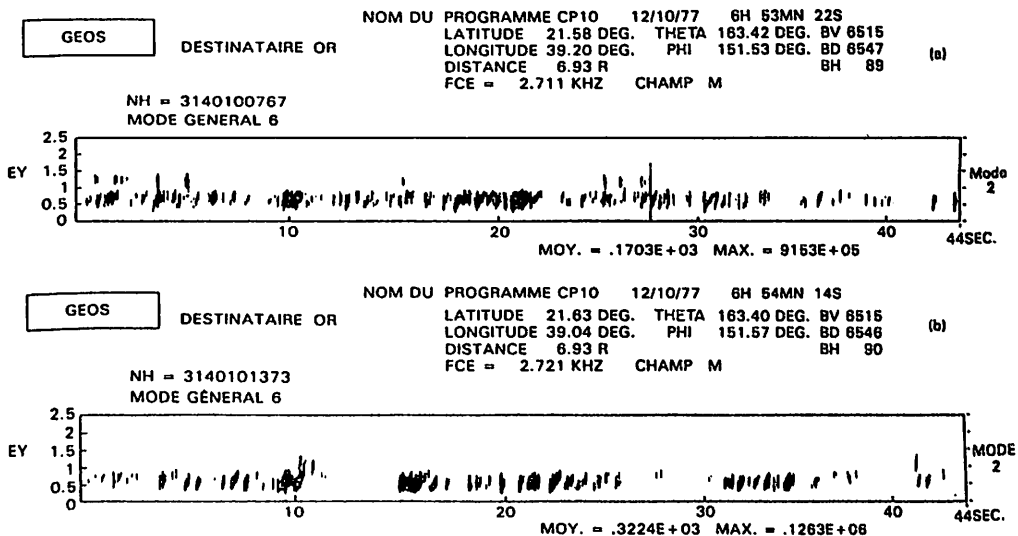 NOM DU PROGRAMME CP10 12/10/77 6H 53MN 22S
GEOS
DESTINATAIRE OR
LATITUDE 21.58 DEG. THETA 163.42 DEG. BV 6515
LONGITUDE 39.20 DEG. PHI 151.53 DEG. BD 6547
DISTANCE 6.93 R BH 89
FCE = 2.711 KHZ CHAMP M
(a)
NH = 3140100767
MODE GENERAL 6
EY
2.5
2
1.5
1
0.5
0
Mode
2
10 20 30 40 44SEC.
MOY. = .1703E+03 MAX. = 9153E+05
NOM DU PROGRAMME CP10 12/10/77 6H 54MN 14S
GEOS
DESTINATAIRE OR
LATITUDE 21.63 DEG. THETA 163.40 DEG. BV 6515
LONGITUDE 39.04 DEG. PHI 151.57 DEG. BD 6546
DISTANCE 6.93 R BH 90
FCE = 2.721 KHZ CHAMP M
(b)
NH = 3140101373
MODE GÉNERAL 6
EY
2.5
2
1.5
1
0.5
0
MODE
2
10 20 30 40 44SEC.
MOY. = .3224E+03 MAX. = .1263E+06